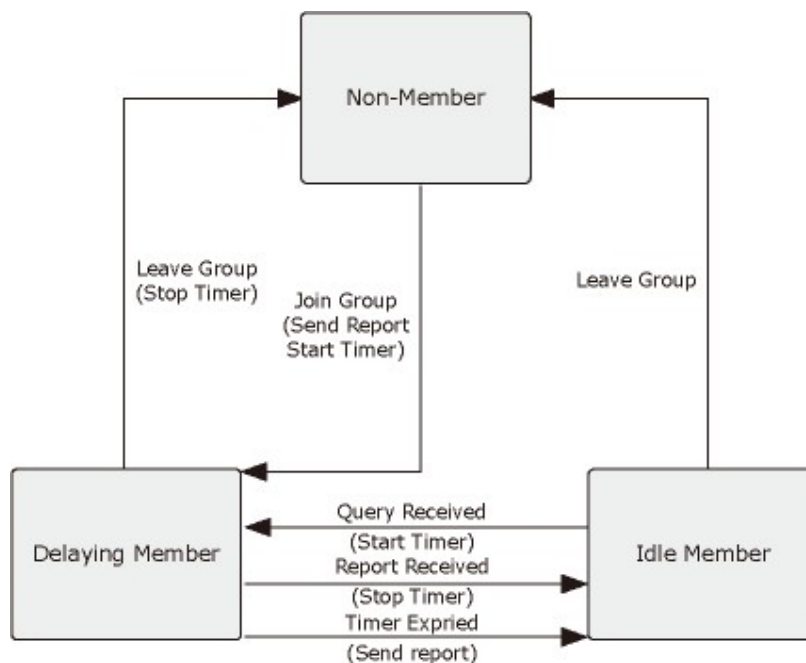 Non-Member
Leave Group
(Stop Timer)
Join Group
(Send Report
Start Timer)
Leave Group
Delaying Member
Query Received
(Start Timer)
Report Received
(Stop Timer)
Timer Expried
(Send report)
Idle Member